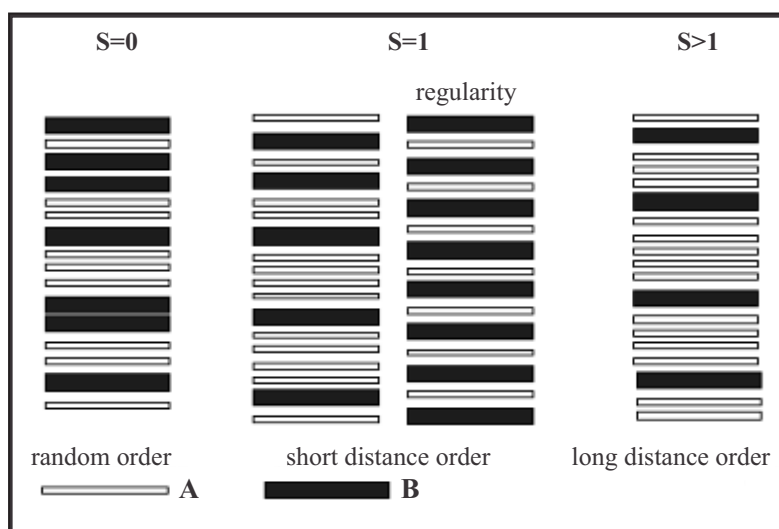 S=0 S=1 S>1
regularity
random order short distance order long distance order
A B